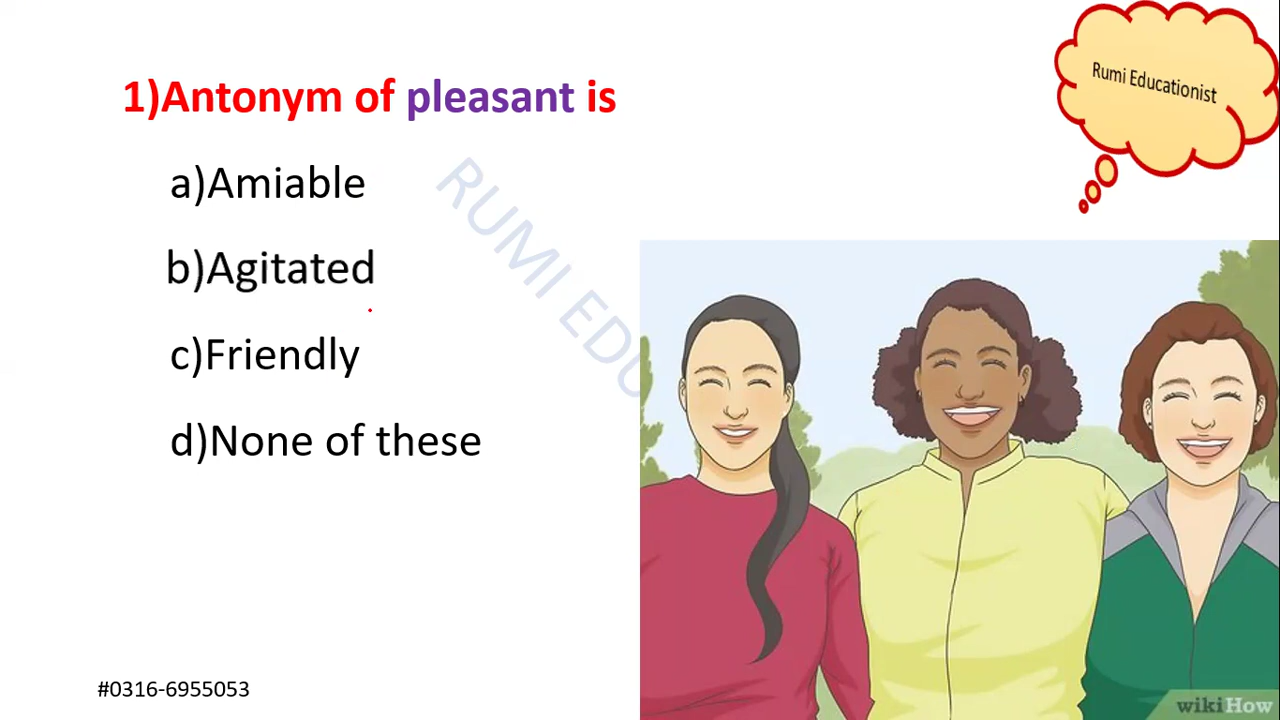 Rumi Educationist
1)Antonym of pleasant is
a)Amiable
b)Agitated
c)Friendly
d)None of these
RUMI EDU
#0316-6955053
wikiHow